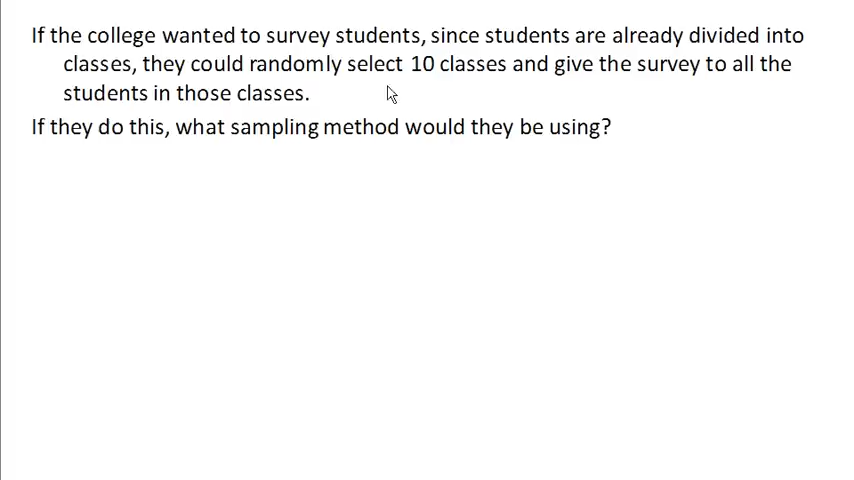 If the college wanted to survey students, since students are already divided into
classes, they could randomly select 10 classes and give the survey to all the
students in those classes.
If they do this, what sampling method would they be using?